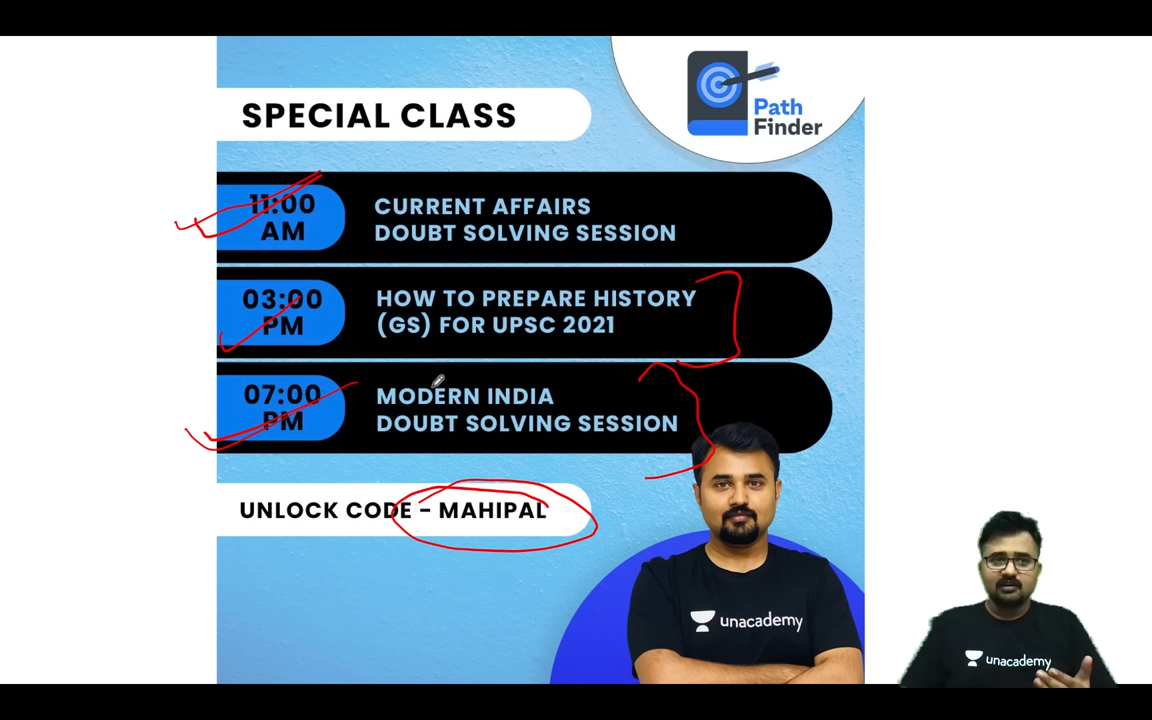 Path
Finder
SPECIAL CLASS
11:00
AM
CURRENT AFFAIRS
DOUBT SOLVING SESSION
03:00
PM
HOW TO PREPARE HISTORY
(GS) FOR UPSC 2021
07:00
PM
MODERN INDIA
DOUBT SOLVING SESSION
UNLOCK CODE - MAHIPAL
unacademy
unacademy